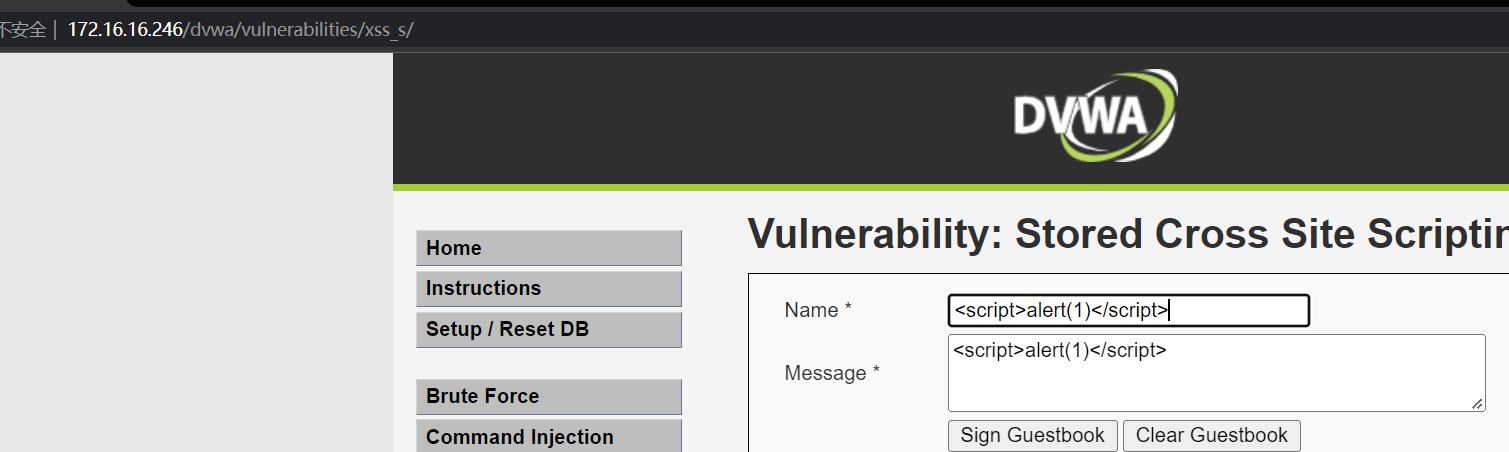 不安全 | 172.16.16.246/dvwa/vulnerabilities/xss_s/
DVWA
Vulnerability: Stored Cross Site Scriptin
Home
Instructions
Setup / Reset DB
Brute Force
Command Injection
Name * <script>alert(1)</script>
Message * <script>alert(1)</script>
Sign Guestbook Clear Guestbook